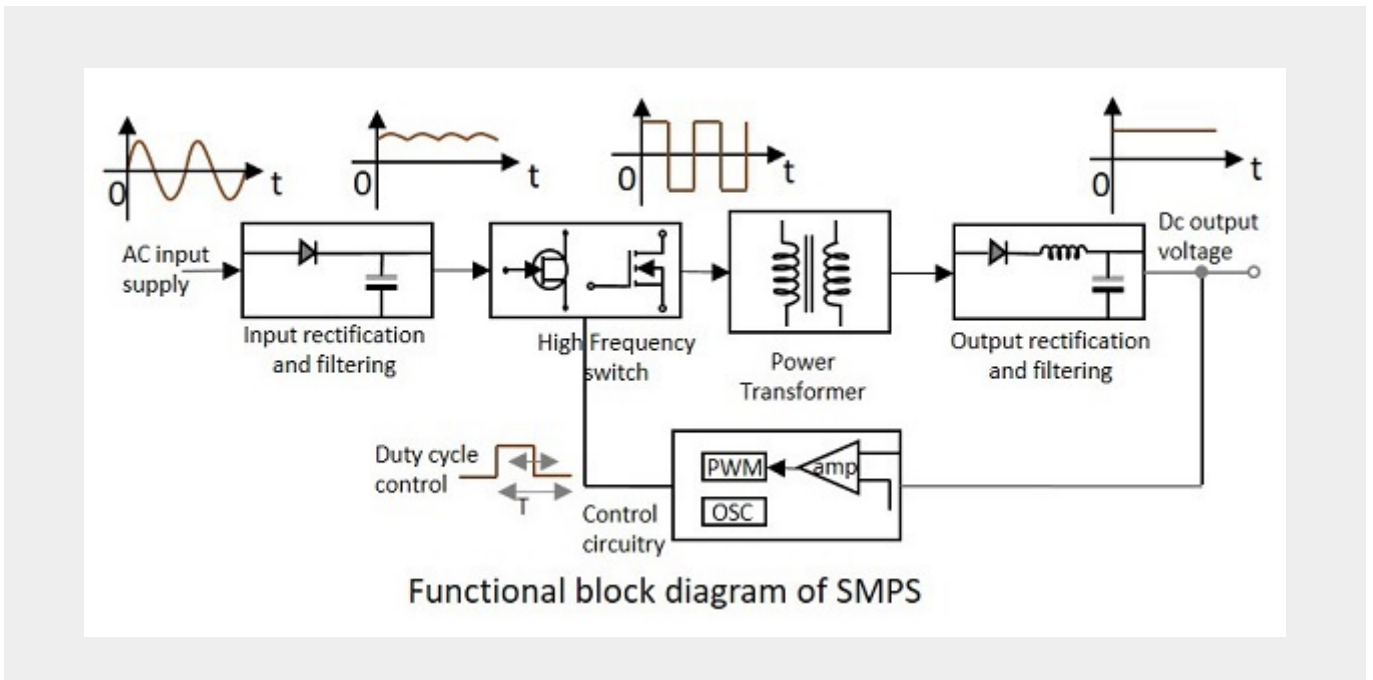 0
t
0
t
0
t
0
t
AC input
supply
Input rectification
and filtering
High Frequency
switch
Power
Transformer
Dc output
voltage
Output rectification
and filtering
Duty cycle
control
T
Control
circuitry
PWM
amp
OSC
Functional block diagram of SMPS